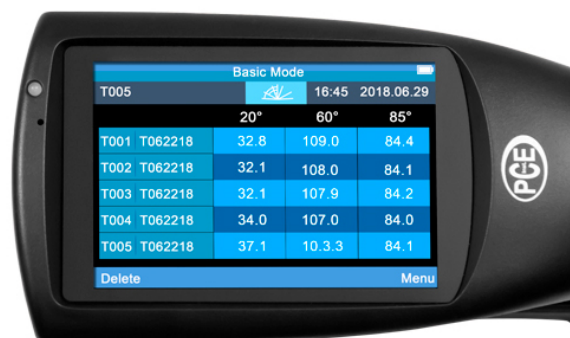 Basic Mode
T005 16:45 2018.06.29
20° 60° 85°
T001 T062218 32.8 109.0 84.4
T002 T062218 32.1 108.0 84.1
T003 T062218 32.1 107.9 84.2
T004 T062218 34.0 107.0 84.0
T005 T062218 37.1 10.3.3 84.1
Delete Menu
PCE